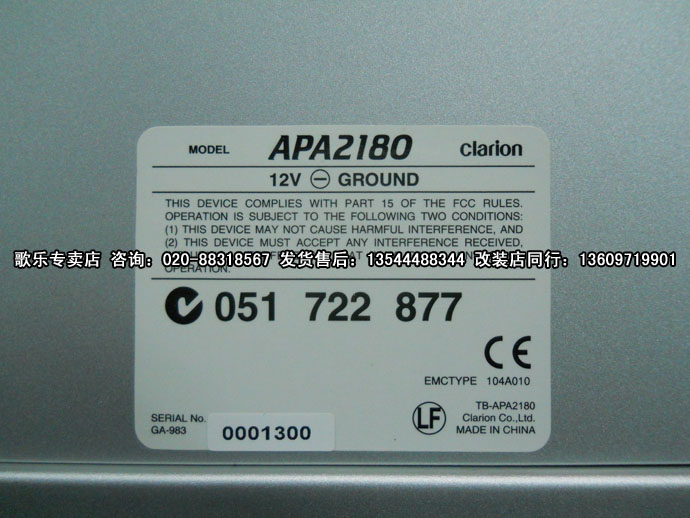 MODEL APA2180 clarion
12V ⊖ GROUND
THIS DEVICE COMPLIES WITH PART 15 OF THE FCC RULES.
OPERATION IS SUBJECT TO THE FOLLOWING TWO CONDITIONS:
(1) THIS DEVICE MAY NOT CAUSE HARMFUL INTERFERENCE, AND
(2) THIS DEVICE MUST ACCEPT ANY INTERFERENCE RECEIVED,
歌乐专卖店 咨询：020-88318567 发货售后：13544488344 改装店同行：13609719901
OPERATION.
051 722 877
CE
EMCTYPE 104A010
SERIAL No.
GA-983
0001300
LF
TB-APA2180
Clarion Co.,Ltd.
MADE IN CHINA